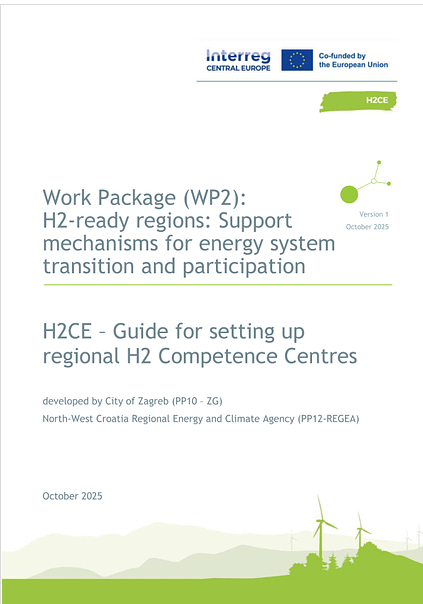 Interreg
CENTRAL EUROPE
Co-funded by
the European Union
H2CE
Version 1
October 2025
Work Package (WP2):
H2-ready regions: Support
mechanisms for energy system
transition and participation
H2CE – Guide for setting up
regional H2 Competence Centres
developed by City of Zagreb (PP10 – ZG)
North-West Croatia Regional Energy and Climate Agency (PP12-REGEA)
October 2025